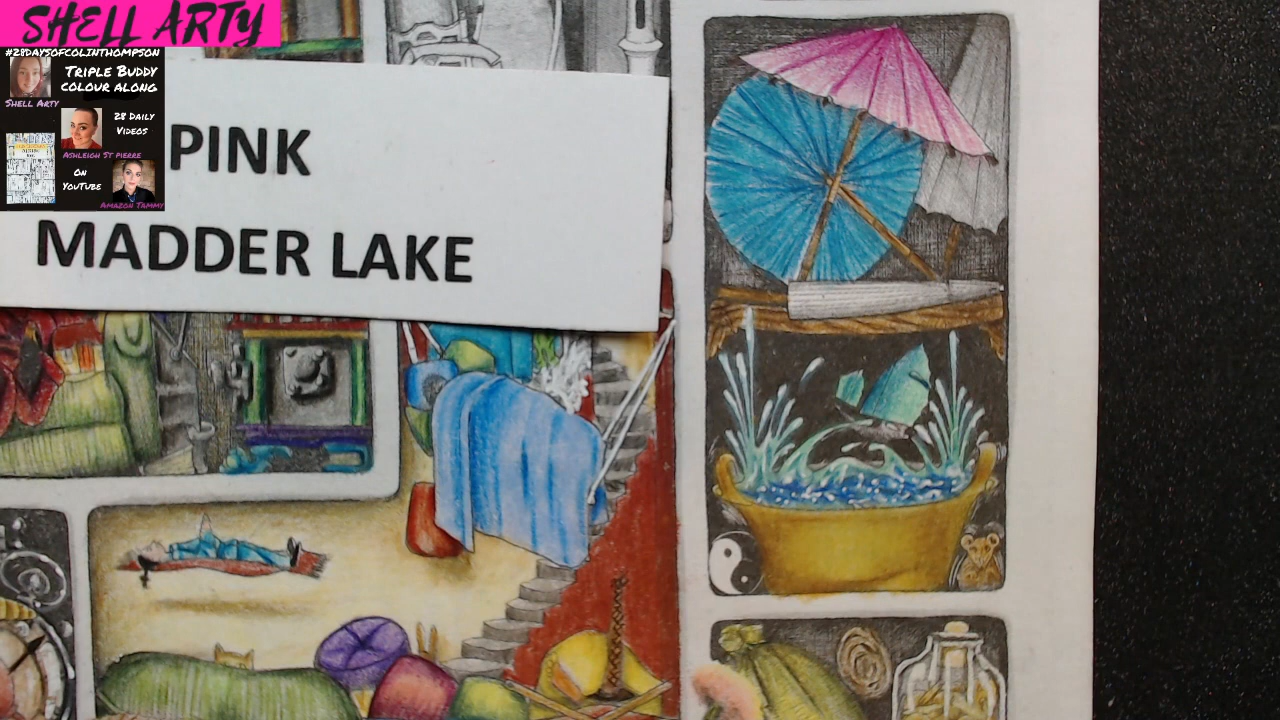 SHELL ARTY
#28DAYSOFCOLINTHOMPSON
TRIPLE BUDDY
COLOUR ALONG
SHELL ARTY
28 DAILY
VIDEOS
ASHLEIGH ST PIERRE
ON
YOUTUBE
AMAZON TAMMY
PINK
MADDER LAKE